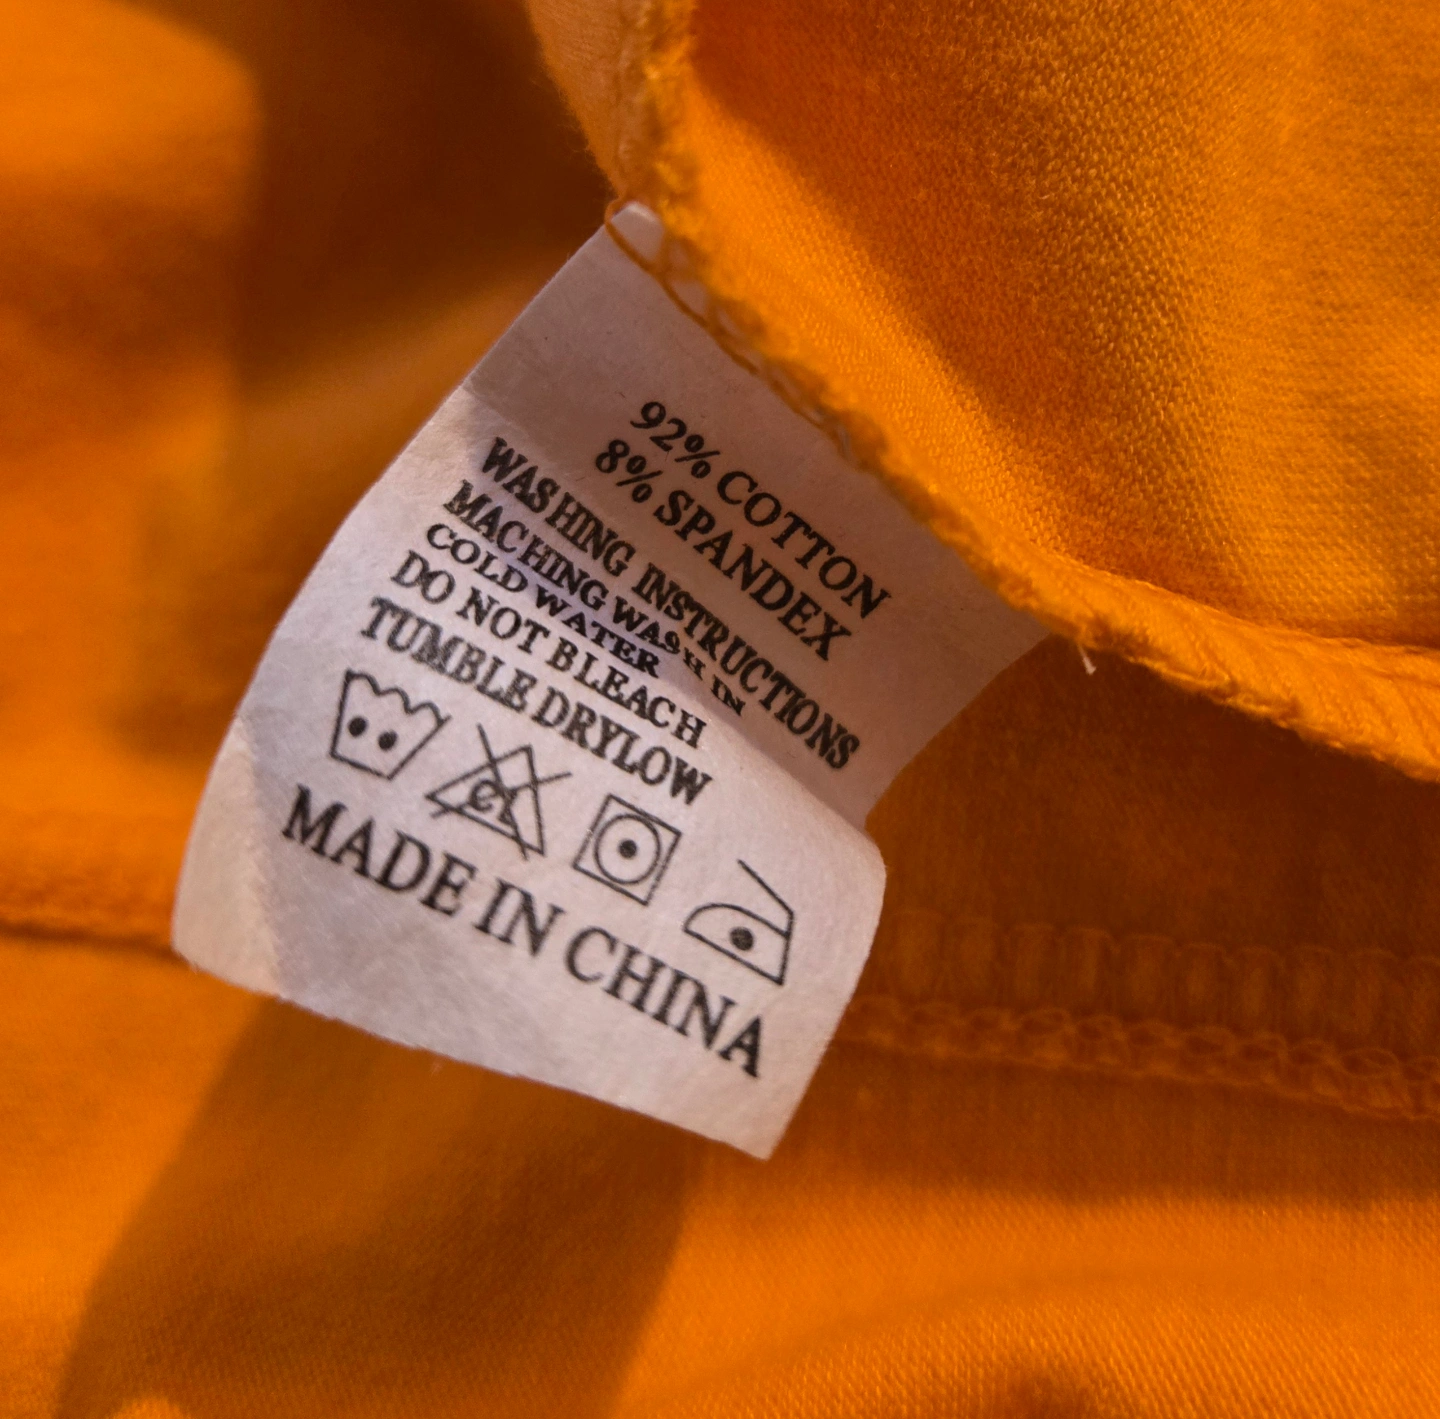 92% COTTON
8% SPANDEX
WASHING INSTRUCTIONS
MACHING WASH IN
COLD WATER
DO NOT BLEACH
TUMBLE DRYLOW
CL
MADE IN CHINA